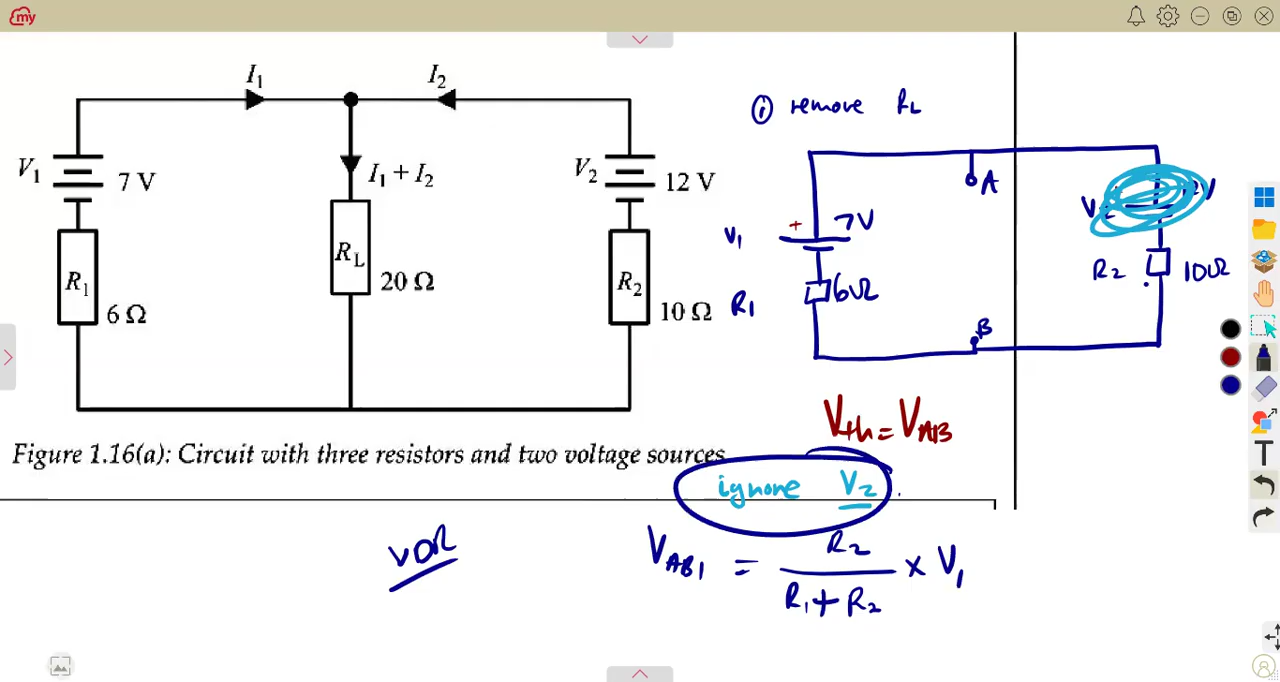 my
I1
I2
V1
7 V
I1 + I2
V2
12 V
R1
6 Ω
RL
20 Ω
R2
10 Ω
Figure 1.16(a): Circuit with three resistors and two voltage sources
i remove RL
A
V1
+
7V
R1
6Ω
B
R2
10Ω
Vth = VAB
ignone V2
VDR
VAB1 = R2 / R1 + R2 × V1
T